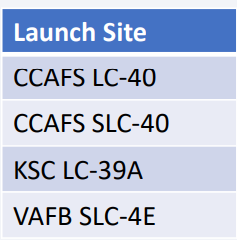 Launch Site
CCAFS LC-40
CCAFS SLC-40
KSC LC-39A
VAFB SLC-4E